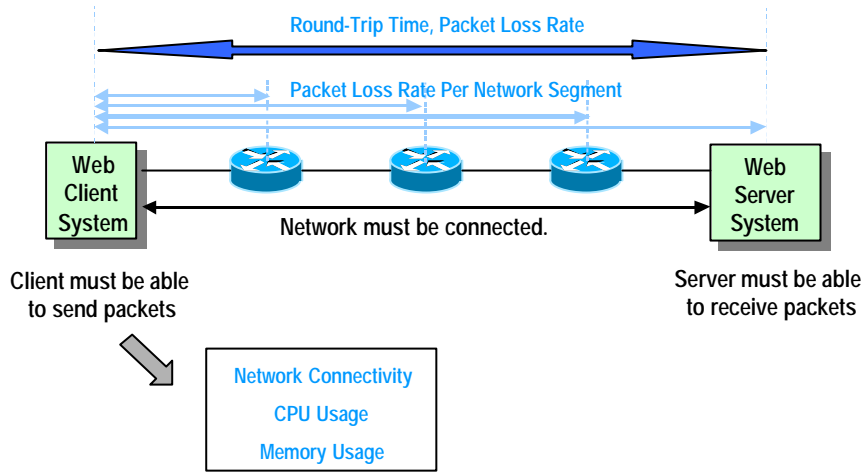 Round-Trip Time, Packet Loss Rate
Packet Loss Rate Per Network Segment
Web
Client
System
Web
Server
System
Network must be connected.
Client must be able
to send packets
Server must be able
to receive packets
Network Connectivity
CPU Usage
Memory Usage